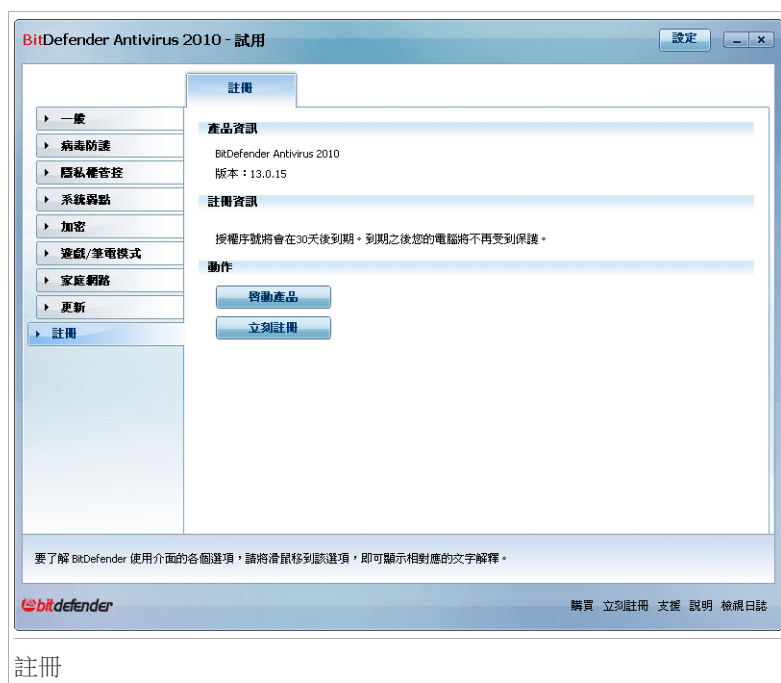 BitDefender Antivirus 2010 - 試用
設定
註冊
一般
病毒防護
隱私權管控
系統弱點
加密
遊戲/筆電模式
家庭網路
更新
註冊
產品資訊
BitDefender Antivirus 2010
版本：13.0.15
註冊資訊
授權序號將會在30天後到期。到期之後您的電腦將不再受到保護。
動作
啓動產品
立刻註冊
要了解 BitDefender 使用介面的各個選項，請將滑鼠移到該選項，即可顯示相對應的文字解釋。
bitdefender
購買 立刻註冊 支援 說明 檢視日誌
註冊